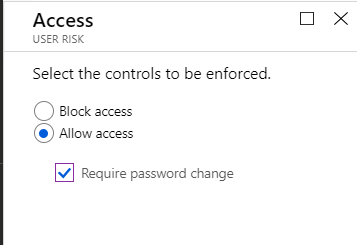 Access
USER RISK
Select the controls to be enforced.
Block access
Allow access
Require password change